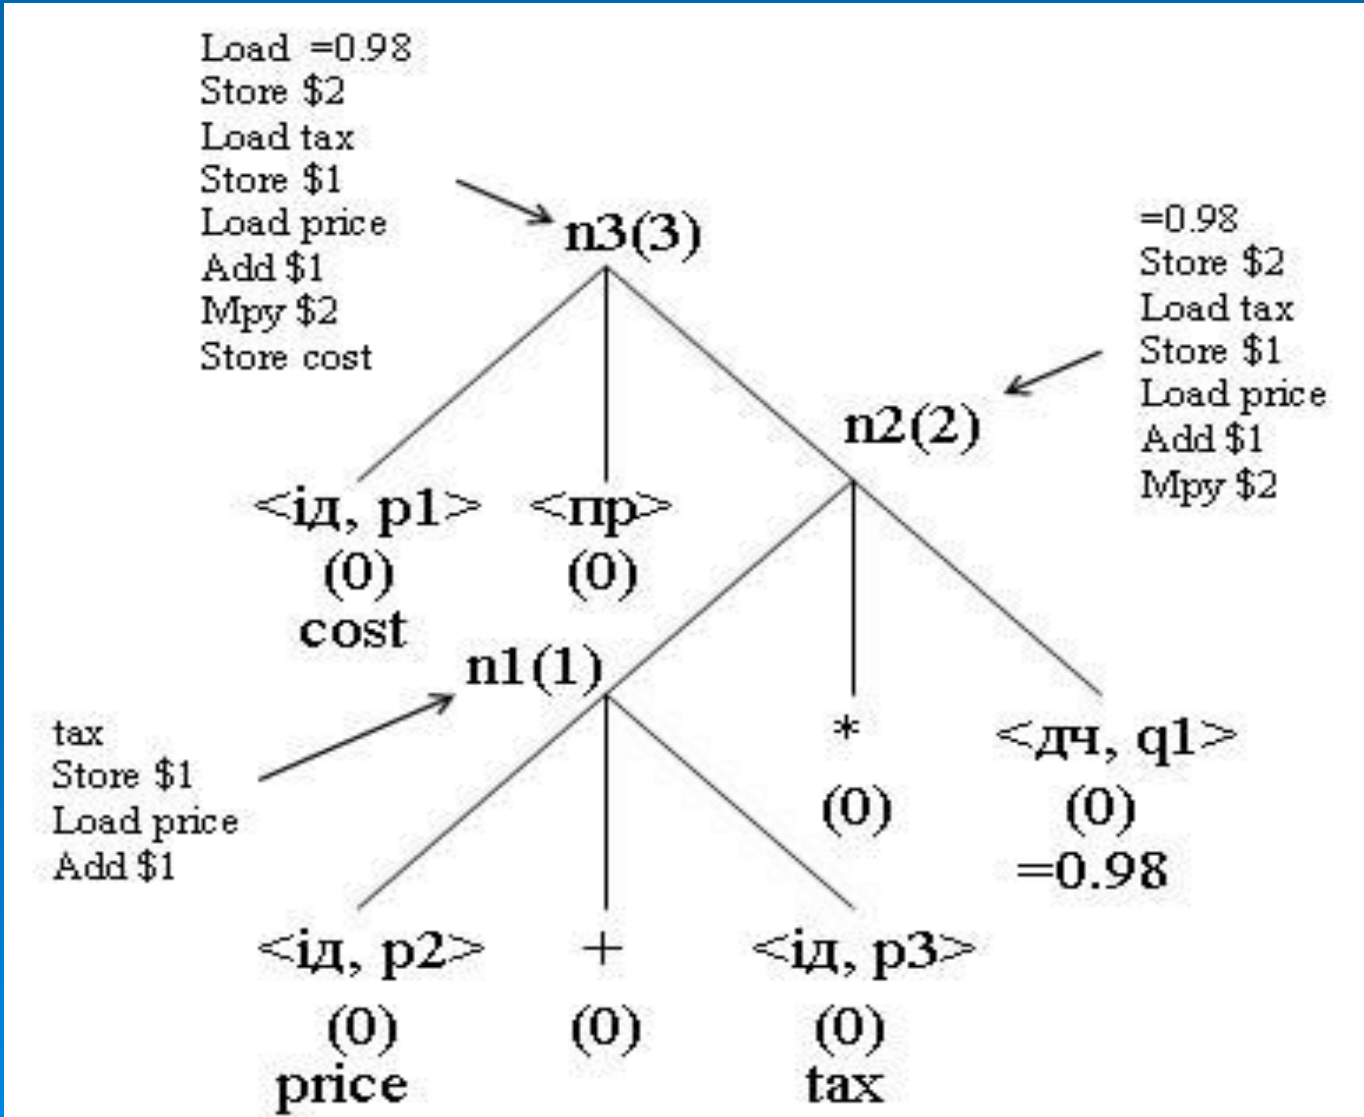 Load =0.98
Store $2
Load tax
Store $1
Load price
Add $1
Mpy $2
Store cost
n3(3)
=0.98
Store $2
Load tax
Store $1
Load price
Add $1
Mpy $2
n2(2)
<ід, p1> <пр>
(0) (0)
cost
n1(1)
tax
Store $1
Load price
Add $1
* <дч, q1>
(0) (0)
=0.98
<ід, p2> + <ід, p3>
(0) (0) (0)
price tax